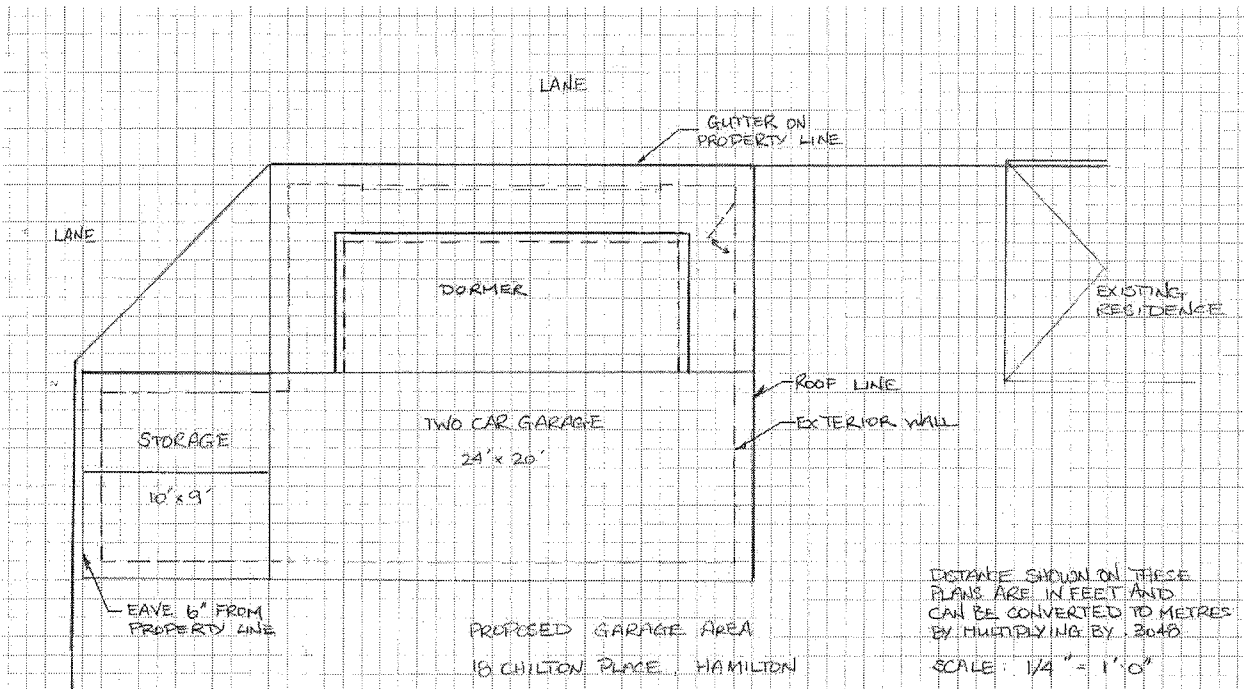 LANE
GUTTER ON
PROPERTY LINE
LANE
DORMER
EXISTING
RESIDENCE
ROOF LINE
EXTERIOR WALL
TWO CAR GARAGE
24' x 20'
STORAGE
10' x 9'
EAVE 6" FROM
PROPERTY LINE
PROPOSED GARAGE AREA
18 CHILTON PLACE, HAMILTON
DISTANCE SHOWN ON THESE
PLANS ARE IN FEET AND
CAN BE CONVERTED TO METRES
BY MULTIPLYING BY .3048
SCALE: 1/4" = 1'0"